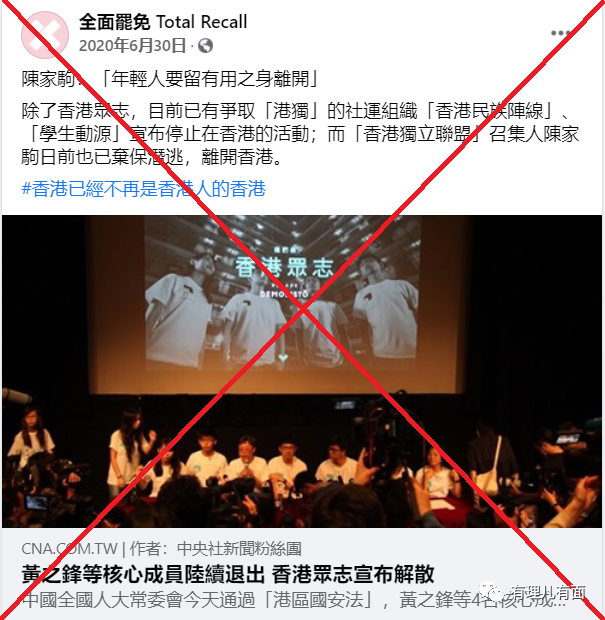 全面罷免 Total Recall
2020年6月30日
陳家駒：「年輕人要留有用之身離開」
除了香港眾志，目前已有爭取「港獨」的社運組織「香港民族陣線」、
「學生動源」宣布停止在香港的活動；而「香港獨立聯盟」召集人陳家
駒日前也已棄保潛逃，離開香港。
#香港已經不再是香港人的香港
香港眾志
DEMOSISTŌ
CNA.COM.TW | 作者：中央社新聞粉絲團
黃之鋒等核心成員陸續退出 香港眾志宣布解散
中國全國人大常委會今天通過「港區國安法」，黃之鋒等4名核心成...
有理儿有面